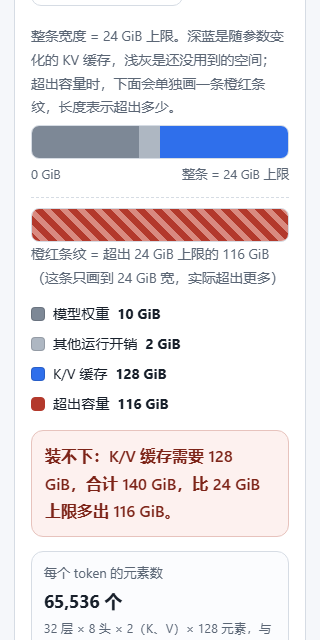 整条宽度 = 24 GiB 上限。深蓝是随参数变
化的 KV 缓存，浅灰是还没用到的空间；
超出容量时，下面会单独画一条橙红条
纹，长度表示超出多少。
0 GiB 整条 = 24 GiB 上限
橙红条纹 = 超出 24 GiB 上限的 116 GiB
（这条只画到 24 GiB 宽，实际超出更多）
模型权重 10 GiB
其他运行开销 2 GiB
K/V 缓存 128 GiB
超出容量 116 GiB
装不下：K/V 缓存需要 128
GiB，合计 140 GiB，比 24 GiB
上限多出 116 GiB。
每个 token 的元素数
65,536 个
32 层 × 8 头 × 2（K、V）× 128 元素，与